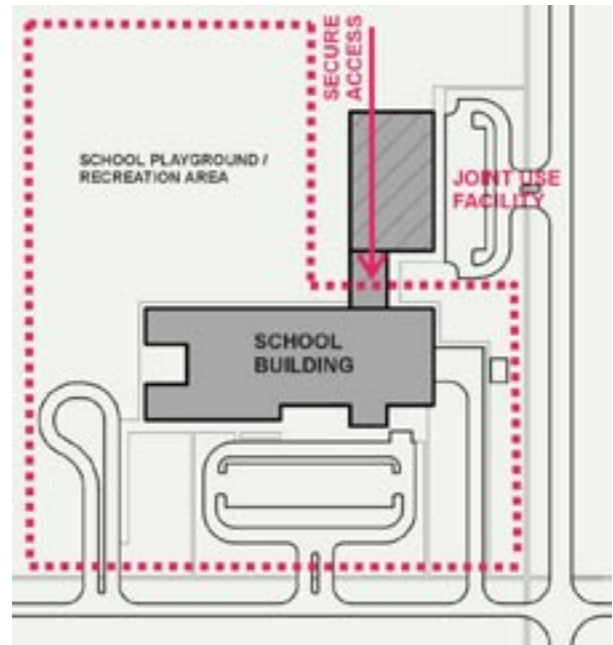 SECURE
ACCESS
SCHOOL PLAYGROUND /
RECREATION AREA
JOINT USE
FACILITY
SCHOOL
BUILDING